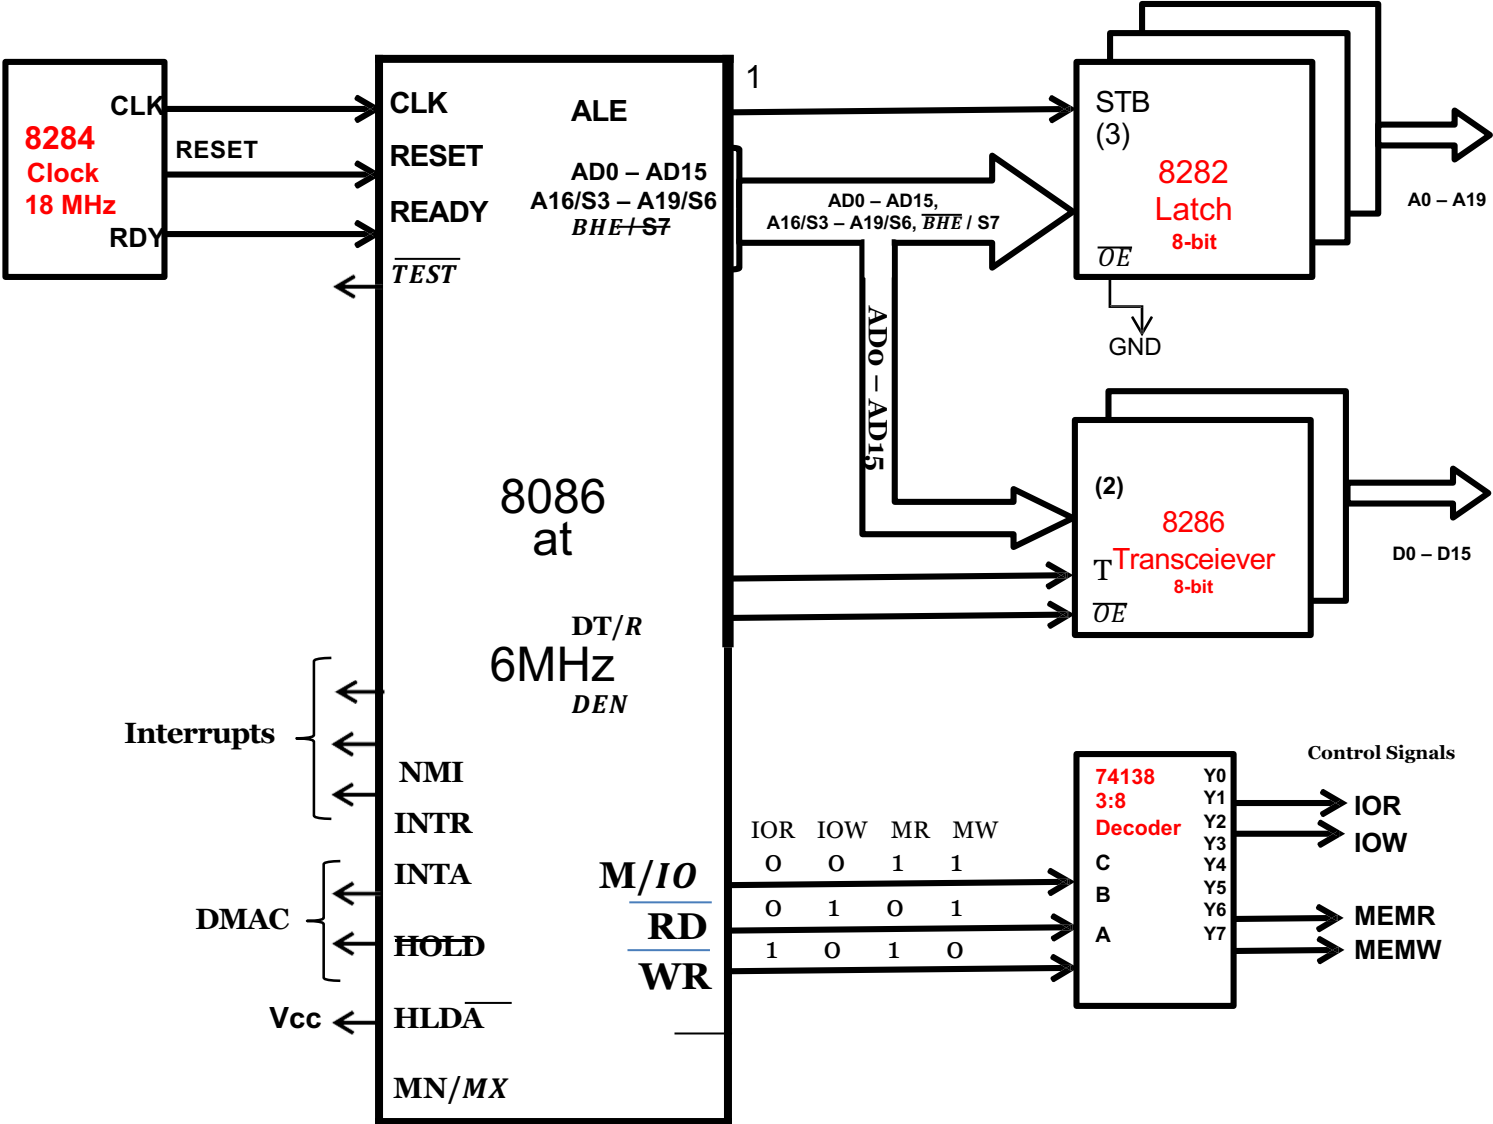 8284
Clock
18 MHz
CLK
RESET
RDY
CLK
RESET
READY
TEST
ALE
AD0 – AD15
A16/S3 – A19/S6
BHE / S7
1
AD0 – AD15,
A16/S3 – A19/S6, BHE / S7
STB
(3)
8282
Latch
8-bit
OE
GND
A0 – A19
AD0 – AD15
8086
at
6MHz
DT/R
DEN
(2)
8286
Transceiever
8-bit
T
OE
D0 – D15
Interrupts
NMI
INTR
INTA
DMAC
HOLD
HLDA
Vcc
MN/MX
M/IO
RD
WR
IOR IOW MR MW
0 0 1 1
0 1 0 1
1 0 1 0
74138
3:8
Decoder
C
B
A
Y0
Y1
Y2
Y3
Y4
Y5
Y6
Y7
Control Signals
IOR
IOW
MEMR
MEMW